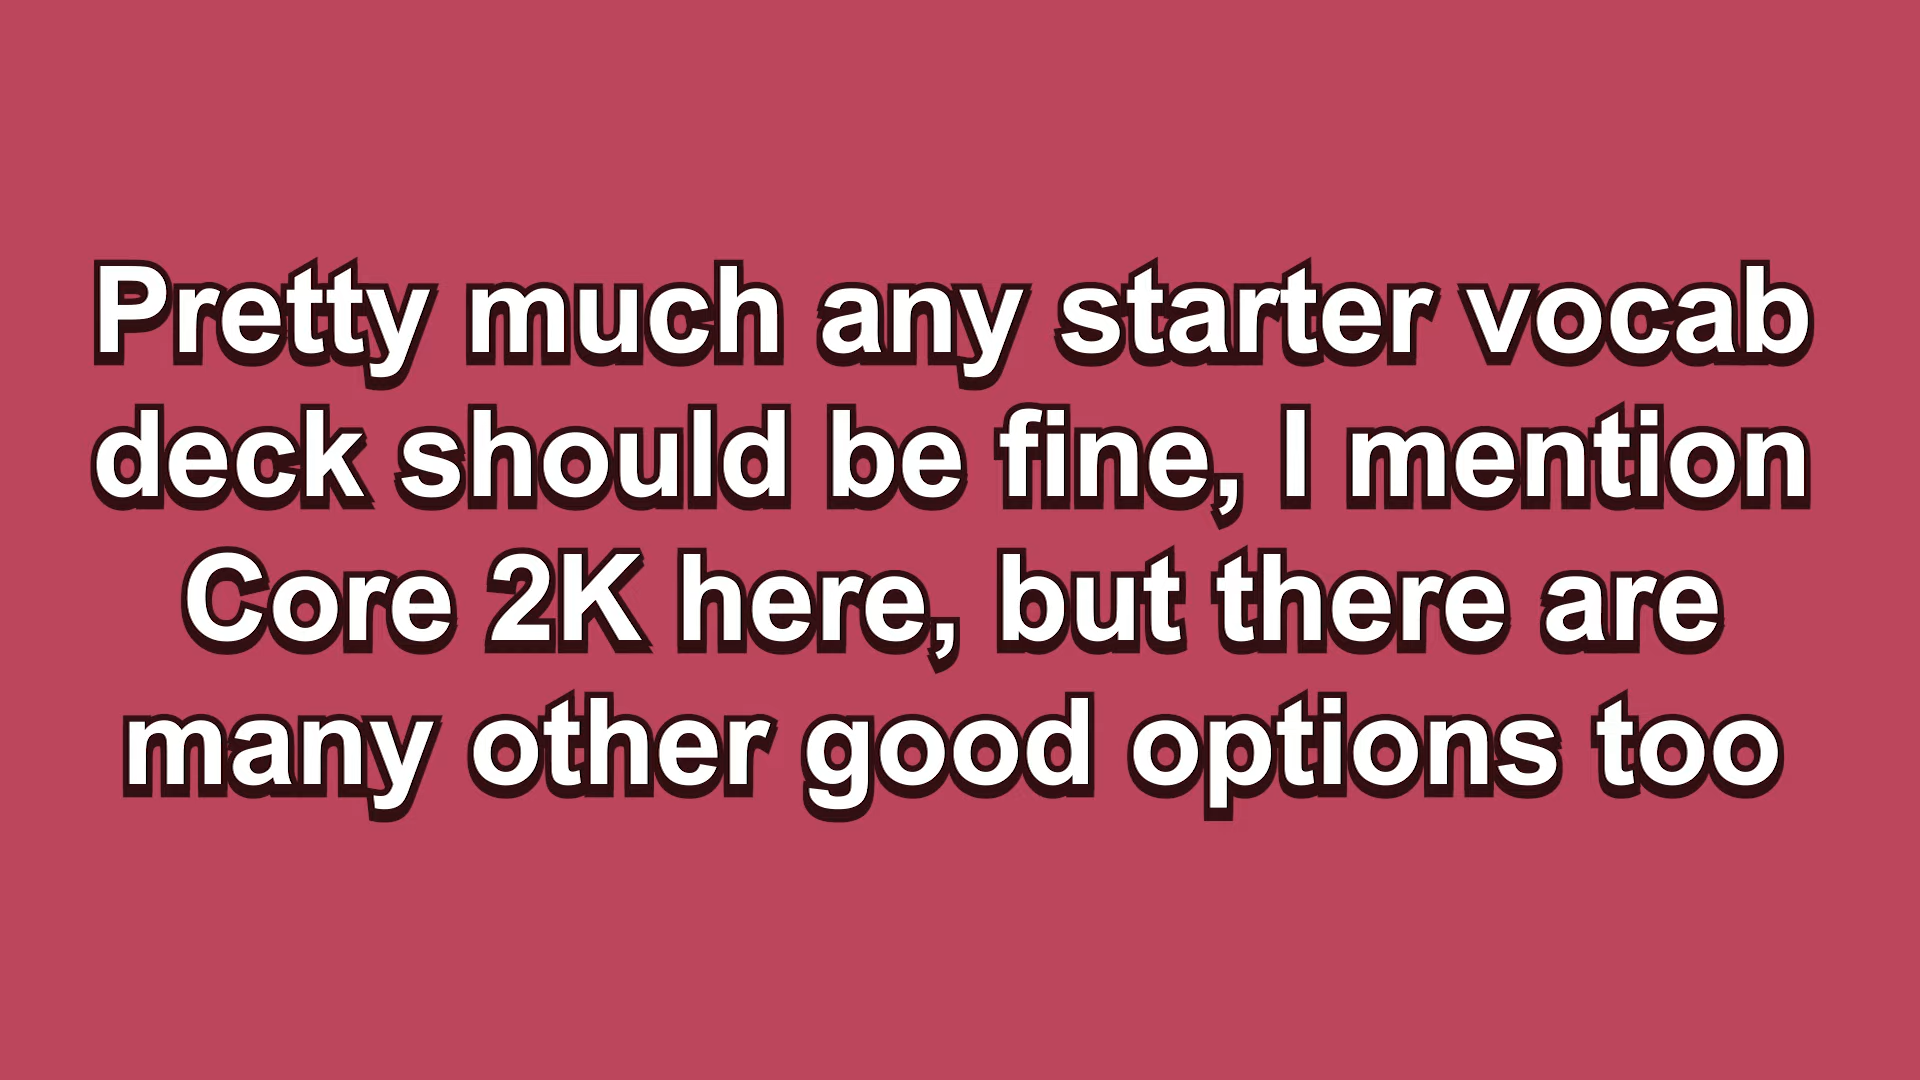 Pretty much any starter vocab
deck should be fine, I mention
Core 2K here, but there are
many other good options too